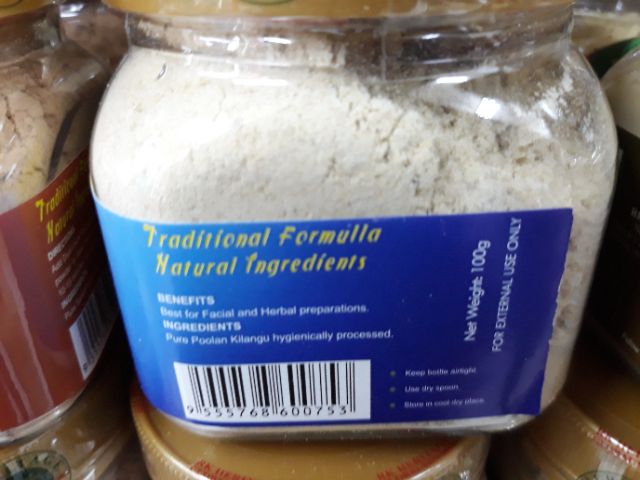 Traditional Formulla
Natural Ingredients
BENEFITS
Best for Facial and Herbal preparations.
INGREDIENTS
Pure Poolan Kilangu hygienically processed.
9 555768 600753
Keep bottle airtight
Use dry spoon
Store in cool dry place
Net Weight: 100g
FOR EXTERNAL USE ONLY
Traditional
Natural